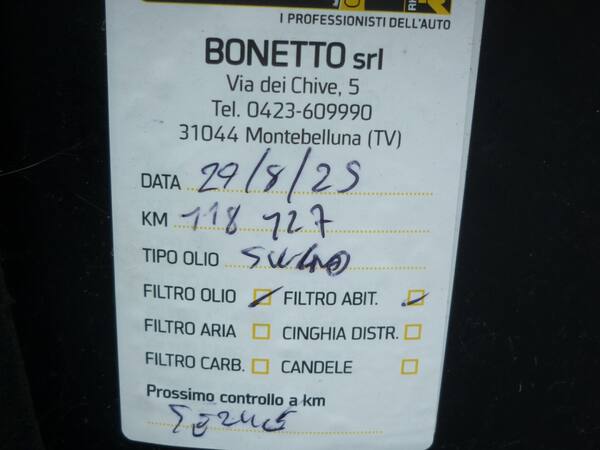 I PROFESSIONISTI DELL'AUTO
BONETTO srl
Via dei Chive, 5
Tel. 0423-609990
31044 Montebelluna (TV)
DATA 29/8/25
KM 118 127
TIPO OLIO
FILTRO OLIO FILTRO ABIT.
FILTRO ARIA CINGHIA DISTR.
FILTRO CARB. CANDELE
Prossimo controllo a km